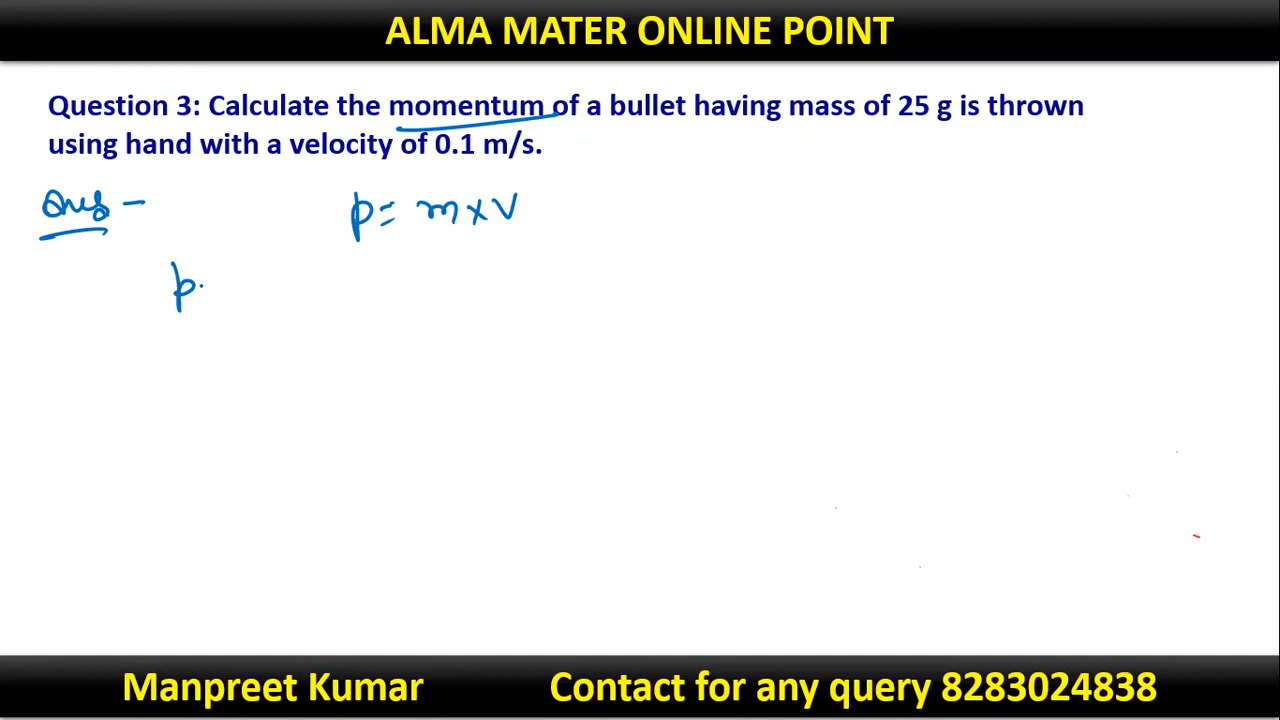 ALMA MATER ONLINE POINT
Question 3: Calculate the momentum of a bullet having mass of 25 g is thrown
using hand with a velocity of 0.1 m/s.
Ans - p = m x v
p
Manpreet Kumar Contact for any query 8283024838